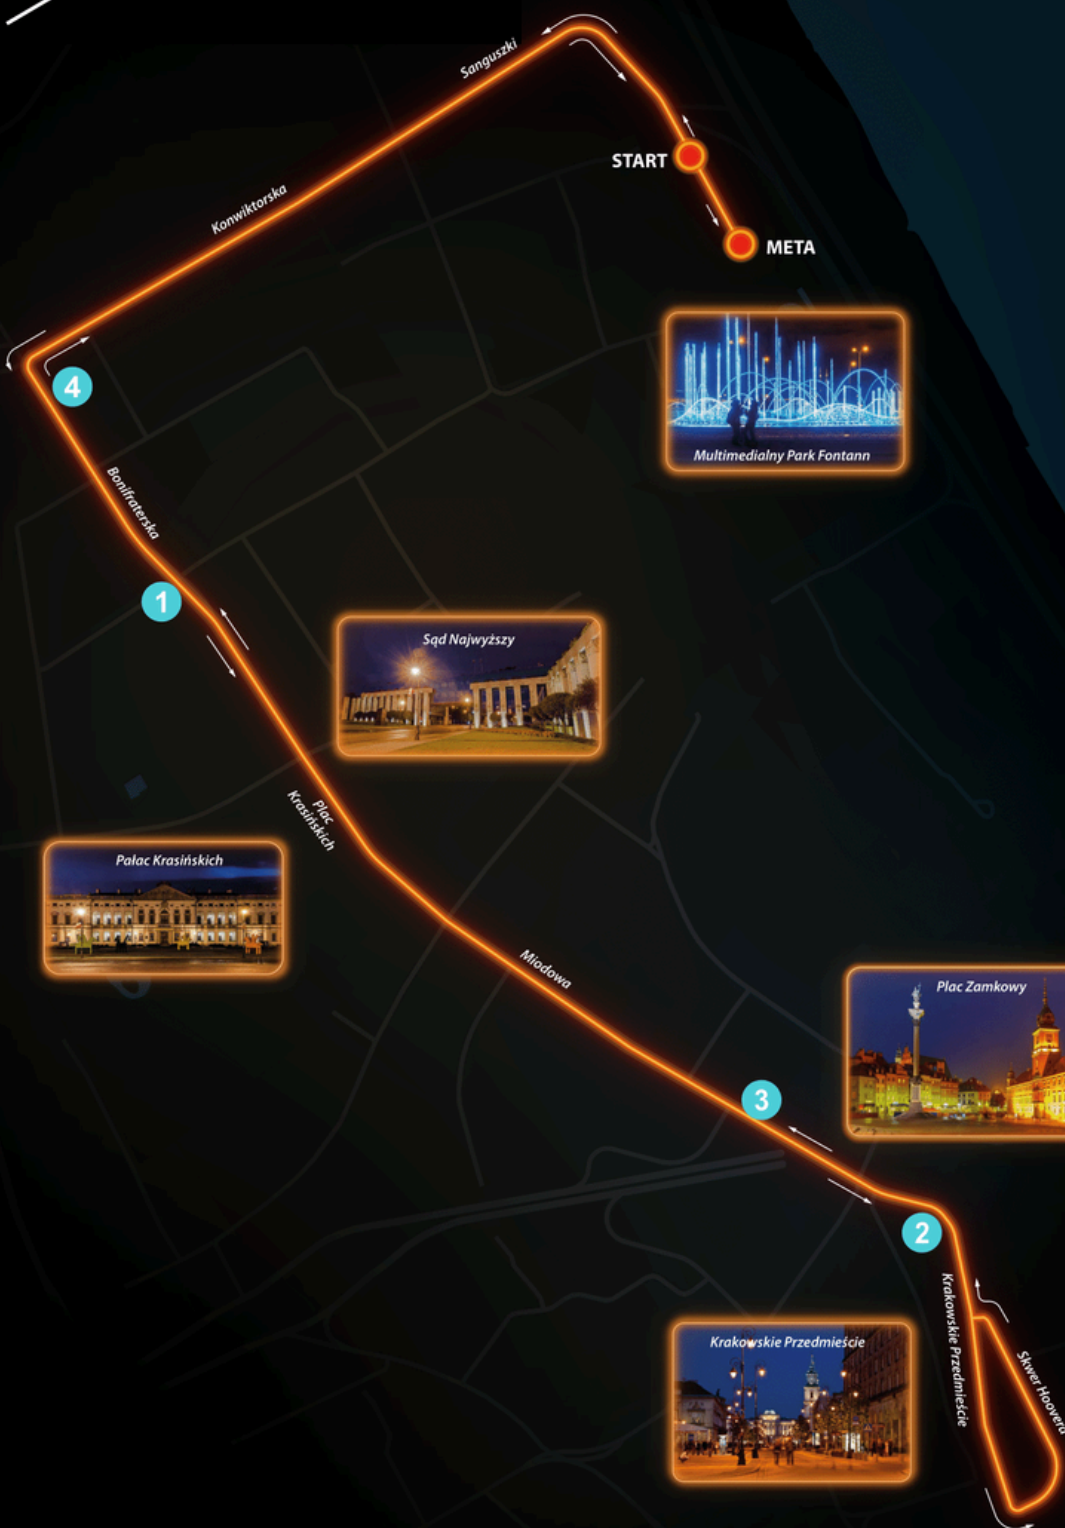 Sanguszki
START
Konwiktorska
META
4
Multimedialny Park Fontann
Bonifraterska
1
Sąd Najwyższy
Plac
Krasińskich
Pałac Krasińskich
Miodowa
Plac Zamkowy
3
2
Krakowskie Przedmieście
Krakowskie Przedmieście
Skwer Hoovera